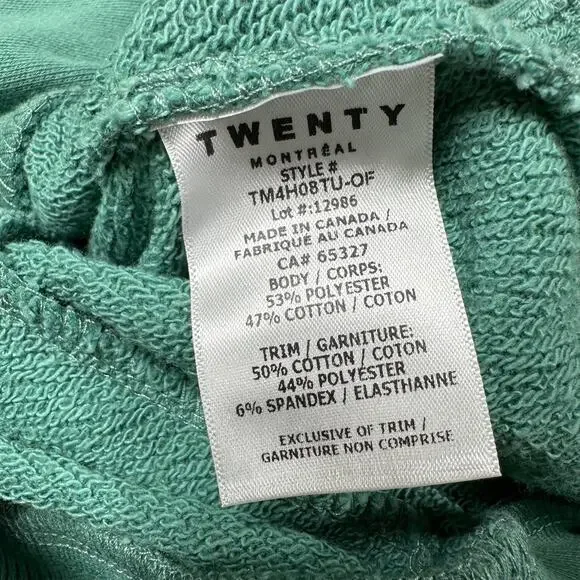 TWENTY
MONTRÉAL
STYLE #
TM4H08TU-OF
Lot #:12986
MADE IN CANADA /
FABRIQUÉ AU CANADA
CA# 65327
BODY / CORPS:
53% POLYESTER
47% COTTON / COTON
TRIM / GARNITURE:
50% COTTON / COTON
44% POLYESTER
6% SPANDEX / ELASTHANNE
EXCLUSIVE OF TRIM /
GARNITURE NON COMPRISE